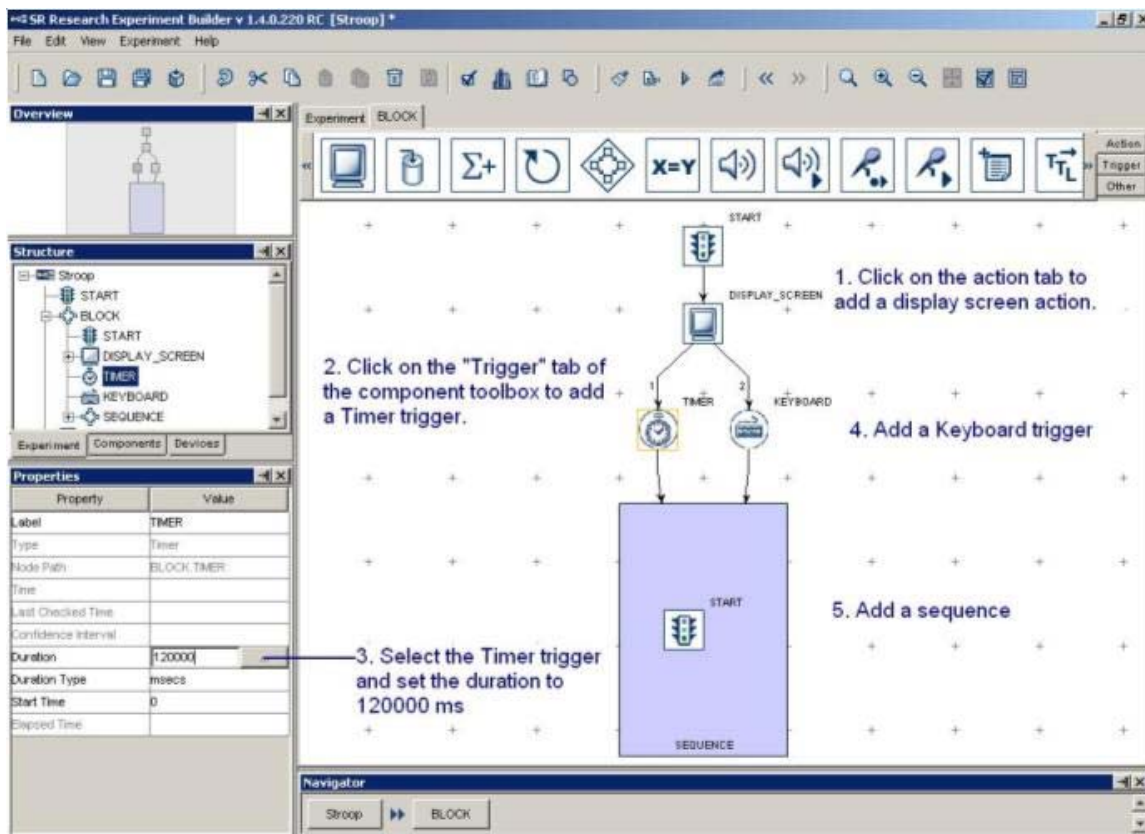 SR Research Experiment Builder v 1.4.0.220 RC [Stroop] *
File Edit View Experiment Help
Overview
Experiment BLOCK
Σ+
X=Y
TTL
Action
Trigger
Other
Structure
Stroop
START
BLOCK
START
DISPLAY_SCREEN
TIMER
KEYBOARD
SEQUENCE
Experiment Components Devices
Properties
Property Value
Label TIMER
Type Timer
Node Path BLOCK.TIMER
Time
Last Checked Time
Confidence Interval
Duration 120000
Duration Type msecs
Start Time 0
Elapsed Time
START
1. Click on the action tab to
add a display screen action.
DISPLAY_SCREEN
2. Click on the "Trigger" tab of
the component toolbox to add
a Timer trigger.
1 2
TIMER KEYBOARD
4. Add a Keyboard trigger
START
5. Add a sequence
3. Select the Timer trigger
and set the duration to
120000 ms
SEQUENCE
Navigator
Stroop BLOCK